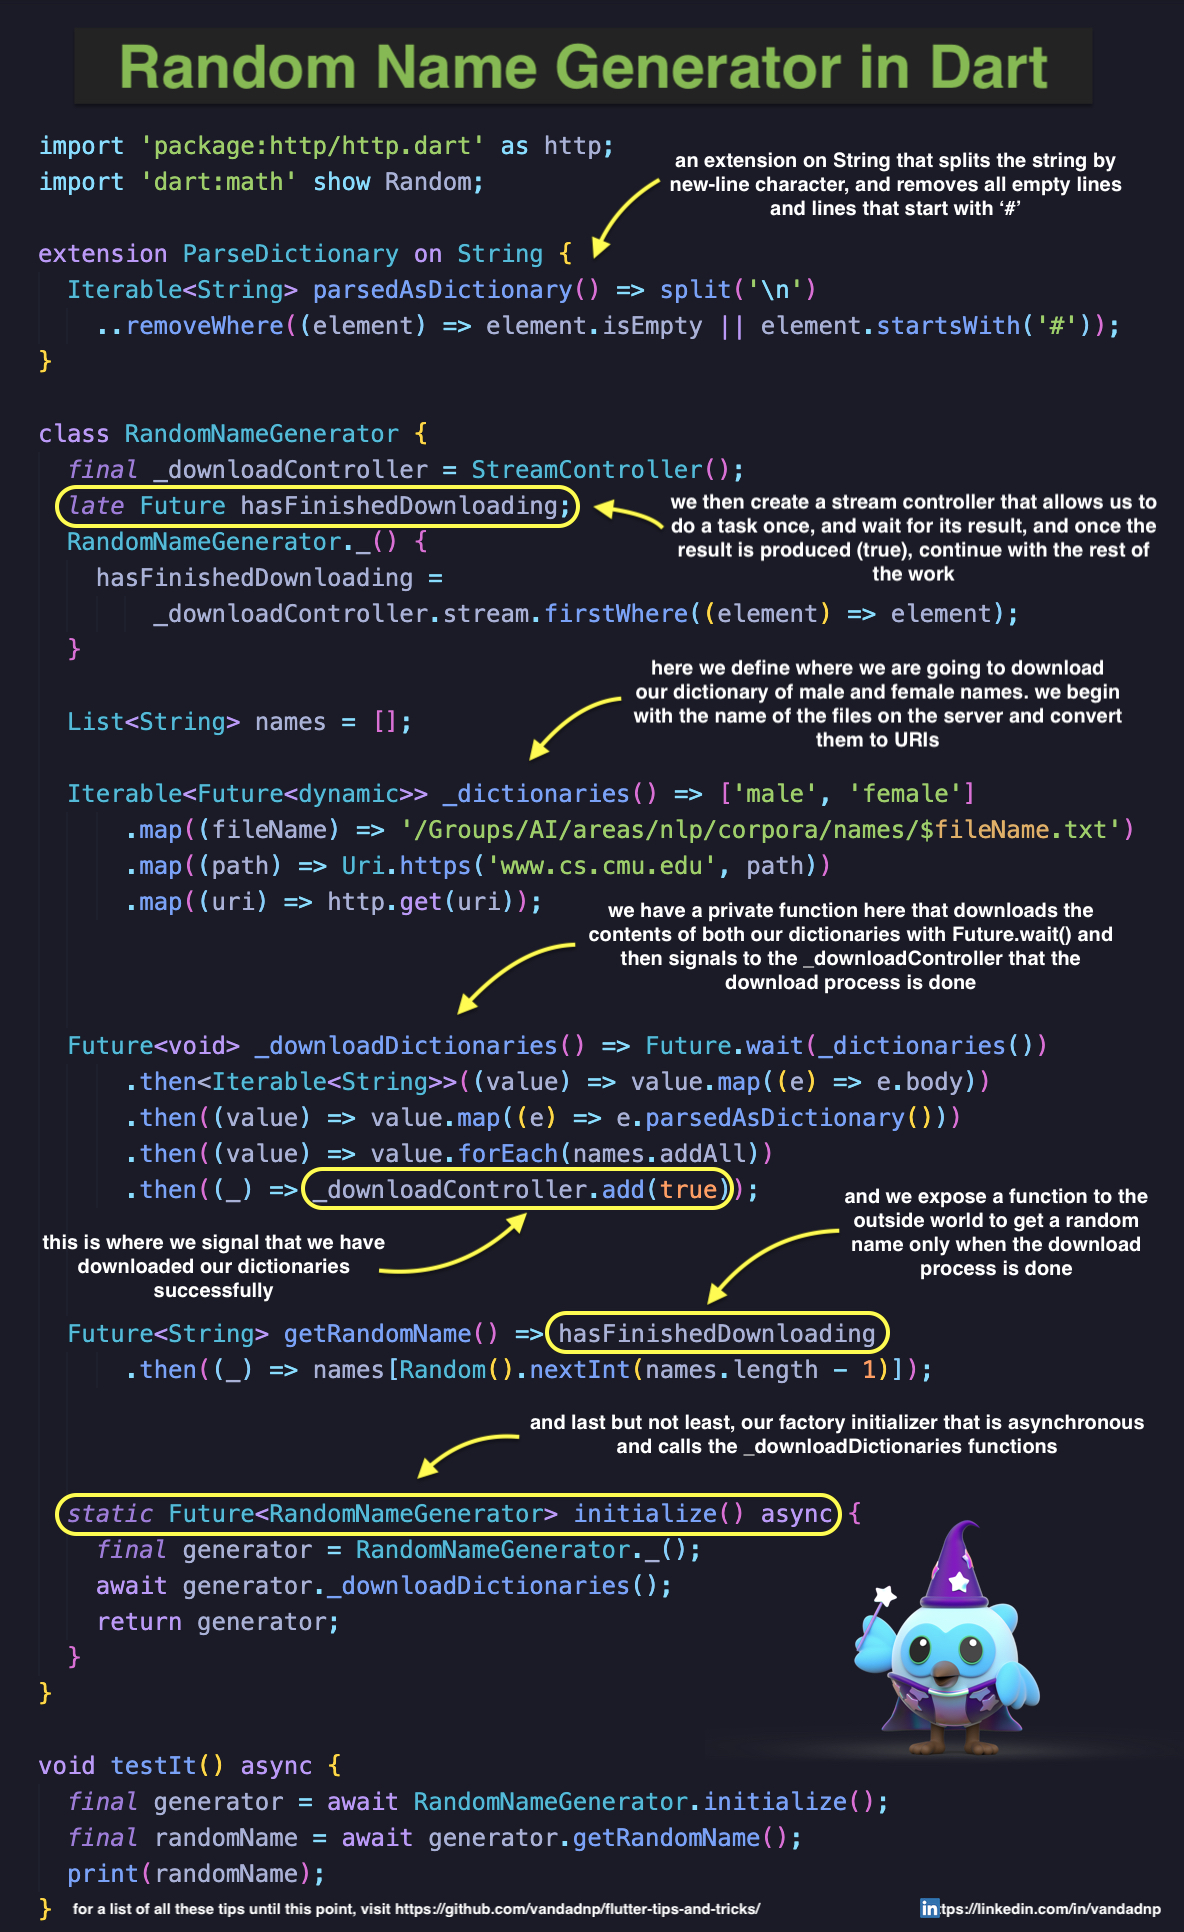 Random Name Generator in Dart
import 'package:http/http.dart' as http;
import 'dart:math' show Random;
an extension on String that splits the string by
new-line character, and removes all empty lines
and lines that start with ‘#’
extension ParseDictionary on String {
Iterable<String> parsedAsDictionary() => split('\n')
..removeWhere((element) => element.isEmpty || element.startsWith('#'));
}
class RandomNameGenerator {
final _downloadController = StreamController();
late Future hasFinishedDownloading;
we then create a stream controller that allows us to
do a task once, and wait for its result, and once the
result is produced (true), continue with the rest of
the work
RandomNameGenerator._() {
hasFinishedDownloading =
_downloadController.stream.firstWhere((element) => element);
}
here we define where we are going to download
our dictionary of male and female names. we begin
with the name of the files on the server and convert
them to URIs
List<String> names = [];
Iterable<Future<dynamic>> _dictionaries() => ['male', 'female']
.map((fileName) => '/Groups/AI/areas/nlp/corpora/names/$fileName.txt')
.map((path) => Uri.https('www.cs.cmu.edu', path))
.map((uri) => http.get(uri));
we have a private function here that downloads the
contents of both our dictionaries with Future.wait() and
then signals to the _downloadController that the
download process is done
Future<void> _downloadDictionaries() => Future.wait(_dictionaries())
.then<Iterable<String>>((value) => value.map((e) => e.body))
.then((value) => value.map((e) => e.parsedAsDictionary()))
.then((value) => value.forEach(names.addAll))
.then((_) => _downloadController.add(true));
and we expose a function to the
outside world to get a random
name only when the download
process is done
this is where we signal that we have
downloaded our dictionaries
successfully
Future<String> getRandomName() => hasFinishedDownloading
.then((_) => names[Random().nextInt(names.length - 1)]);
and last but not least, our factory initializer that is asynchronous
and calls the _downloadDictionaries functions
static Future<RandomNameGenerator> initialize() async {
final generator = RandomNameGenerator._();
await generator._downloadDictionaries();
return generator;
}
}
void testIt() async {
final generator = await RandomNameGenerator.initialize();
final randomName = await generator.getRandomName();
print(randomName);
}
for a list of all these tips until this point, visit https://github.com/vandadnp/flutter-tips-and-tricks/
in
ttps://linkedin.com/in/vandadnp